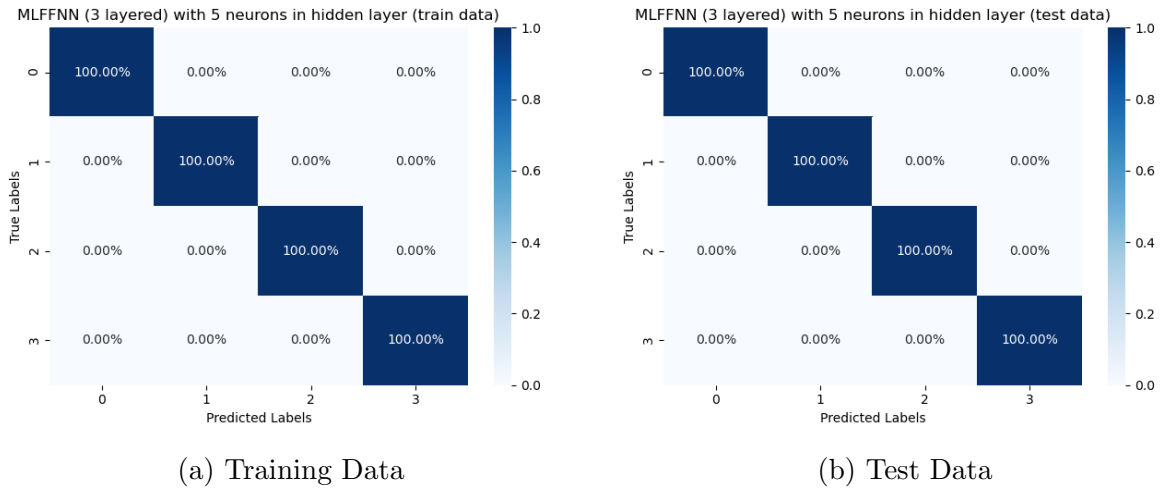 MLFFNN (3 layered) with 5 neurons in hidden layer (train data)
0 100.00% 0.00% 0.00% 0.00%
1 0.00% 100.00% 0.00% 0.00%
2 0.00% 0.00% 100.00% 0.00%
3 0.00% 0.00% 0.00% 100.00%
True Labels
0 1 2 3
Predicted Labels
1.0
0.8
0.6
0.4
0.2
0.0
(a) Training Data
MLFFNN (3 layered) with 5 neurons in hidden layer (test data)
0 100.00% 0.00% 0.00% 0.00%
1 0.00% 100.00% 0.00% 0.00%
2 0.00% 0.00% 100.00% 0.00%
3 0.00% 0.00% 0.00% 100.00%
True Labels
0 1 2 3
Predicted Labels
1.0
0.8
0.6
0.4
0.2
0.0
(b) Test Data